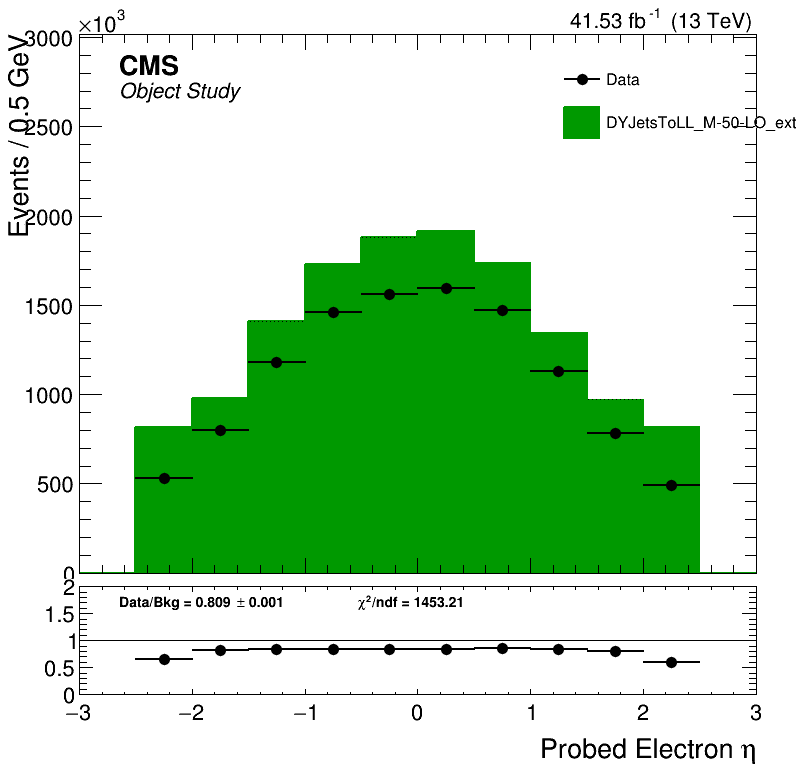 ×10³
41.53 fb⁻¹ (13 TeV)
Events / 0.5 GeV
CMS
Object Study
Data
DYJetsToLL_M-50-LO_ext
3000
2500
2000
1500
1000
500
0
Data/Bkg = 0.809 ± 0.001
χ²/ndf = 1453.21
2
1.5
1
0.5
0
−3 −2 −1 0 1 2 3
Probed Electron η